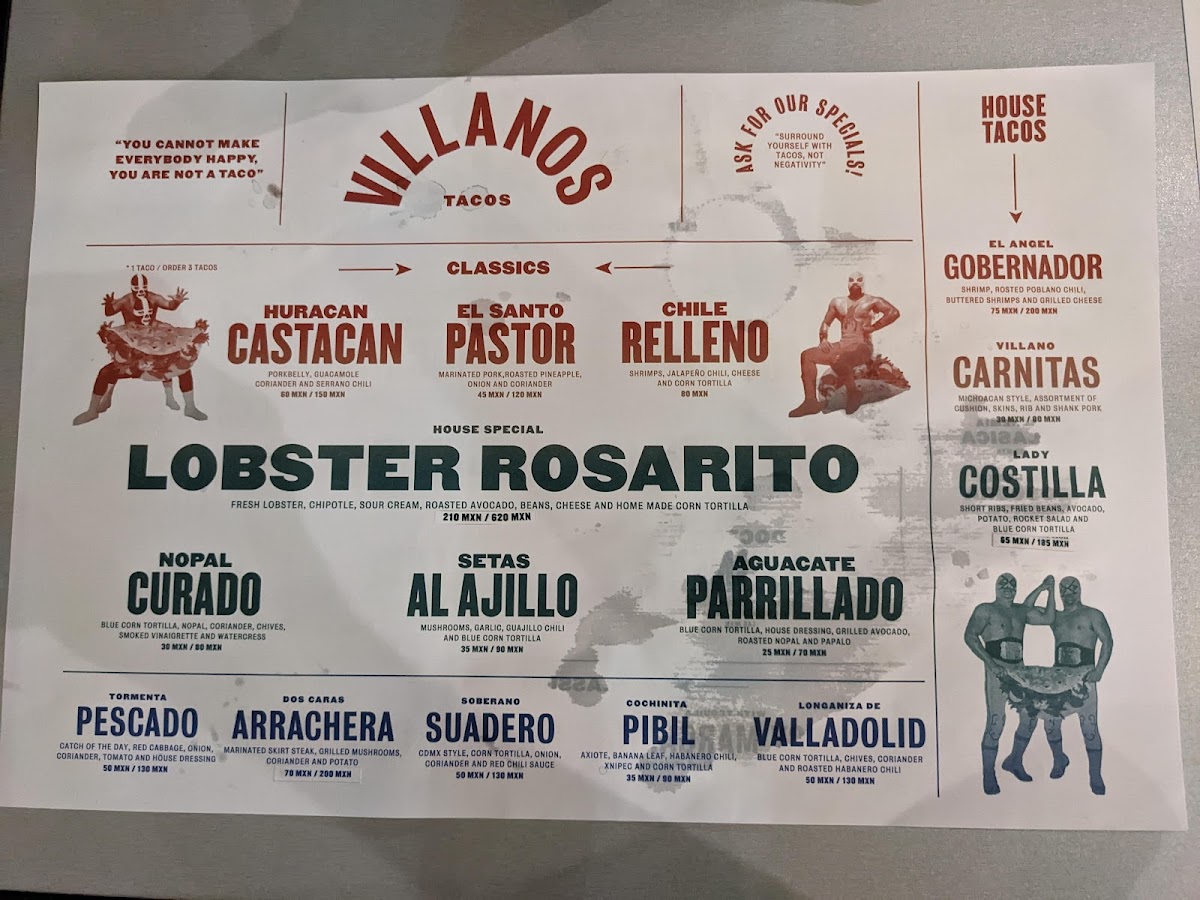 "YOU CANNOT MAKE
EVERYBODY HAPPY,
YOU ARE NOT A TACO"
VILLANOS
TACOS
ASK FOR OUR SPECIALS!
"SURROUND
YOURSELF WITH
TACOS, NOT
NEGATIVITY"
* 1 TACO / ORDER 3 TACOS
CLASSICS
HURACAN
CASTACAN
PORKBELLY, GUACAMOLE
CORIANDER AND SERRANO CHILI
60 MXN / 150 MXN
EL SANTO
PASTOR
MARINATED PORK,ROASTED PINEAPPLE,
ONION AND CORIANDER
45 MXN / 120 MXN
CHILE
RELLENO
SHRIMPS, JALAPEÑO CHILI, CHEESE
AND CORN TORTILLA
80 MXN
HOUSE SPECIAL
LOBSTER ROSARITO
FRESH LOBSTER, CHIPOTLE, SOUR CREAM, ROASTED AVOCADO, BEANS, CHEESE AND HOME MADE CORN TORTILLA
210 MXN / 620 MXN
NOPAL
CURADO
BLUE CORN TORTILLA, NOPAL, CORIANDER, CHIVES,
SMOKED VINAIGRETTE AND WATERCRESS
30 MXN / 80 MXN
SETAS
AL AJILLO
MUSHROOMS, GARLIC, GUAJILLO CHILI
AND BLUE CORN TORTILLA
35 MXN / 90 MXN
AGUACATE
PARRILLADO
BLUE CORN TORTILLA, HOUSE DRESSING, GRILLED AVOCADO,
ROASTED NOPAL AND PAPALO
25 MXN / 70 MXN
TORMENTA
PESCADO
CATCH OF THE DAY, RED CABBAGE, ONION,
CORIANDER, TOMATO AND HOUSE DRESSING
50 MXN / 130 MXN
DOS CARAS
ARRACHERA
MARINATED SKIRT STEAK, GRILLED MUSHROOMS,
CORIANDER AND POTATO
70 MXN / 200 MXN
SOBERANO
SUADERO
CDMX STYLE, CORN TORTILLA, ONION,
CORIANDER AND RED CHILI SAUCE
50 MXN / 130 MXN
COCHINITA
PIBIL
AXIOTE, BANANA LEAF, HABANERO CHILI,
XNIPEC AND CORN TORTILLA
35 MXN / 90 MXN
LONGANIZA DE
VALLADOLID
BLUE CORN TORTILLA, CHIVES, CORIANDER
AND ROASTED HABANERO CHILI
50 MXN / 130 MXN
HOUSE
TACOS
EL ANGEL
GOBERNADOR
SHRIMP, ROSTED POBLANO CHILI,
BUTTERED SHRIMPS AND GRILLED CHEESE
75 MXN / 200 MXN
VILLANO
CARNITAS
MICHOACAN STYLE, ASSORTMENT OF
CUSHION, SKINS, RIB AND SHANK PORK
30 MXN / 80 MXN
LADY
COSTILLA
SHORT RIBS, FRIED BEANS, AVOCADO,
POTATO, ROCKET SALAD AND
BLUE CORN TORTILLA
65 MXN / 185 MXN